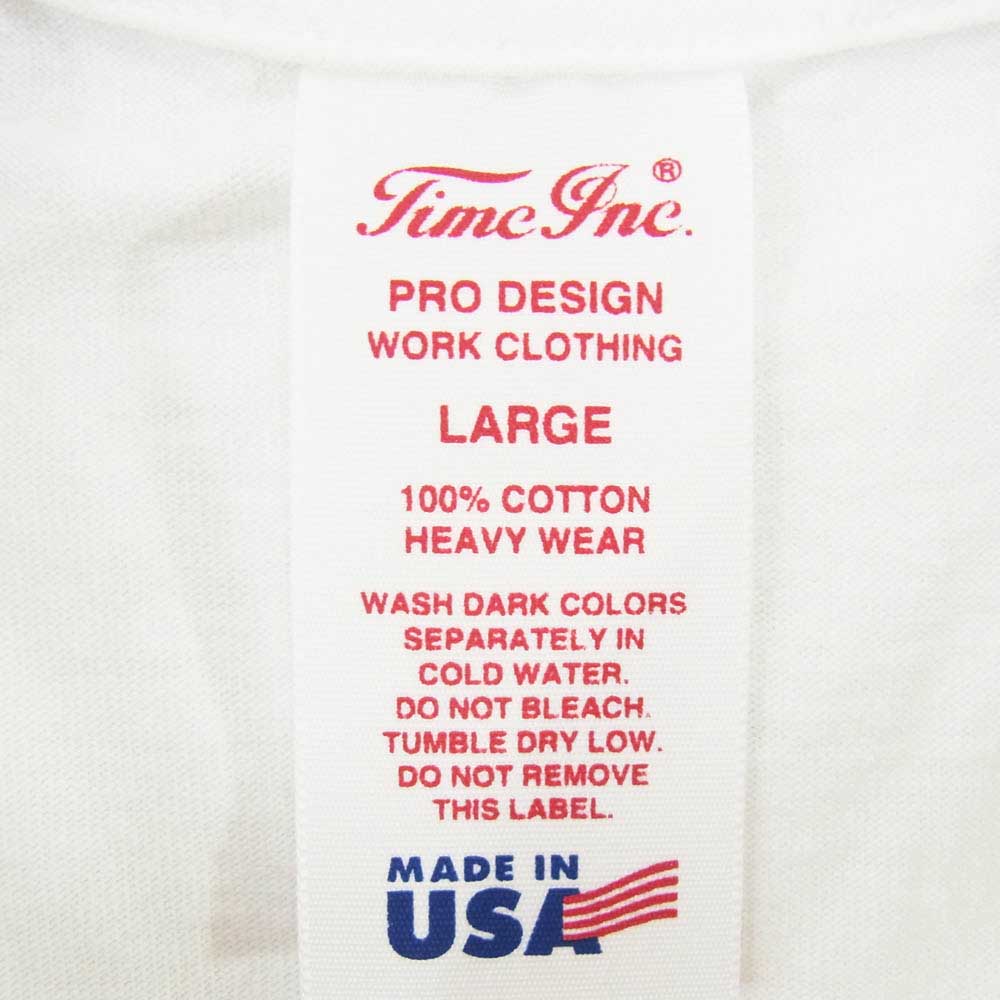 Time Inc.®
PRO DESIGN
WORK CLOTHING
LARGE
100% COTTON
HEAVY WEAR
WASH DARK COLORS
SEPARATELY IN
COLD WATER.
DO NOT BLEACH.
TUMBLE DRY LOW.
DO NOT REMOVE
THIS LABEL.
MADE IN
USA